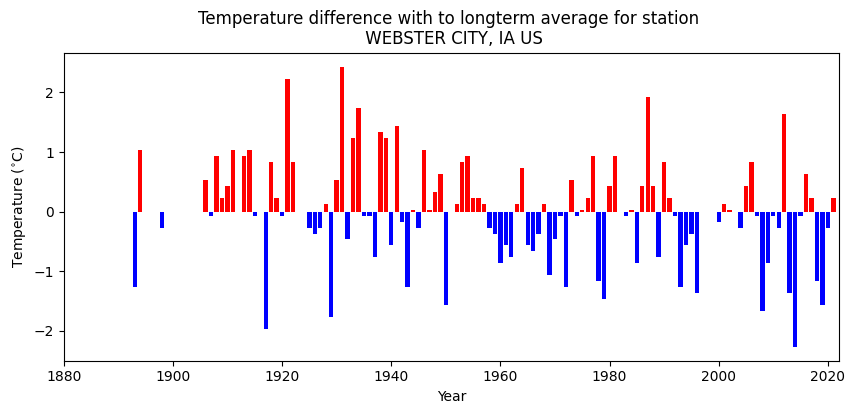 Temperature difference with to longterm average for station
WEBSTER CITY, IA US
Temperature (°C)
2
1
0
−1
−2
1880 1900 1920 1940 1960 1980 2000 2020
Year